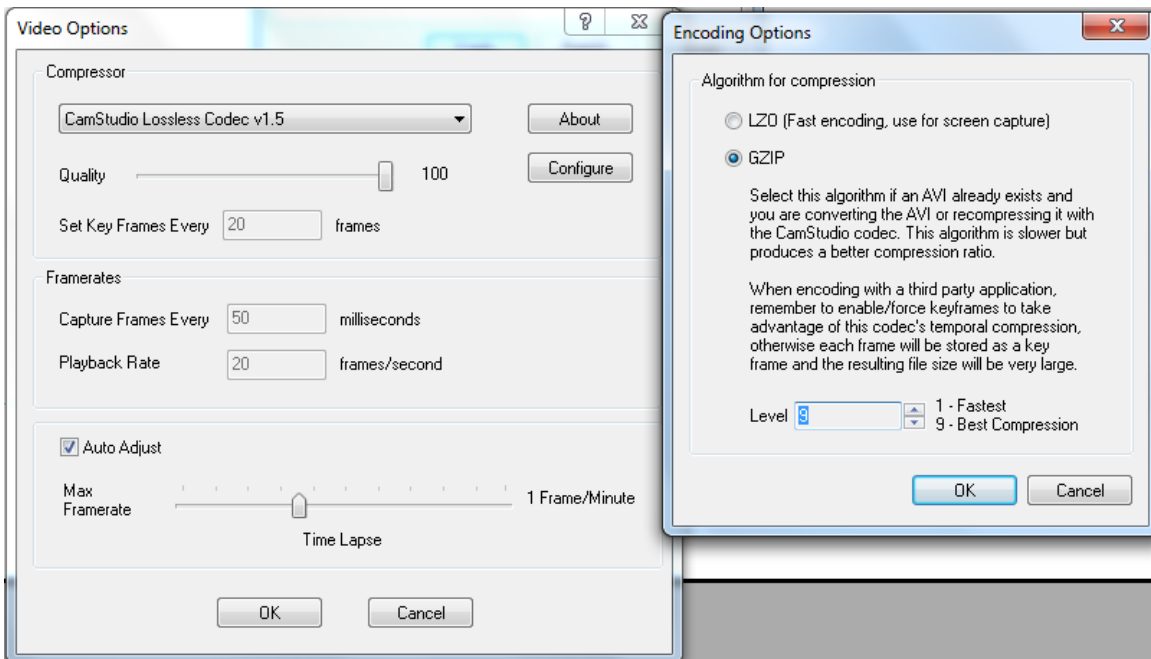 Video Options
Compressor
CamStudio Lossless Codec v1.5
About
Quality
100
Configure
Set Key Frames Every 20 frames
Framerates
Capture Frames Every 50 milliseconds
Playback Rate 20 frames/second
Auto Adjust
Max
Framerate
1 Frame/Minute
Time Lapse
OK
Cancel
Encoding Options
Algorithm for compression
LZO (Fast encoding, use for screen capture)
GZIP
Select this algorithm if an AVI already exists and
you are converting the AVI or recompressing it with
the CamStudio codec. This algorithm is slower but
produces a better compression ratio.
When encoding with a third party application,
remember to enable/force keyframes to take
advantage of this codec's temporal compression,
otherwise each frame will be stored as a key
frame and the resulting file size will be very large.
Level 9
1 - Fastest
9 - Best Compression
OK
Cancel